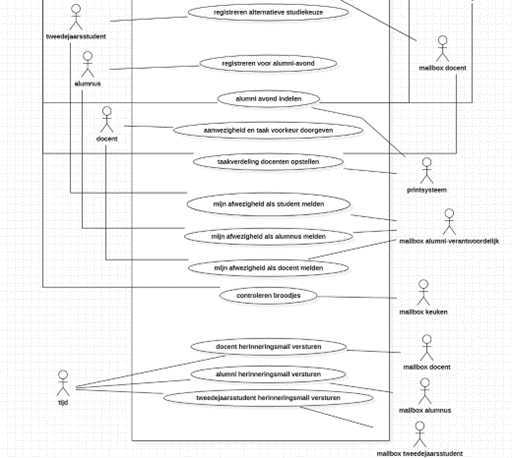 registreren alternatieve studiekeuze
tweedejaarsstudent
mailbox docent
registreren voor alumni-avond
alumnus
alumni avond indelen
aanwezigheid en taak voorkeur doorgeven
docent
taakverdeling docenten opstellen
printsysteem
mijn afwezigheid als student melden
mijn afwezigheid als alumnus melden
mailbox alumni-verantwoordelijk
mijn afwezigheid als docent melden
controleren broodjes
mailbox keuken
docent herinneringsmail versturen
mailbox docent
alumni herinneringsmail versturen
tijd
tweedejaarsstudent herinneringsmail versturen
mailbox alumnus
mailbox tweedejaarsstudent